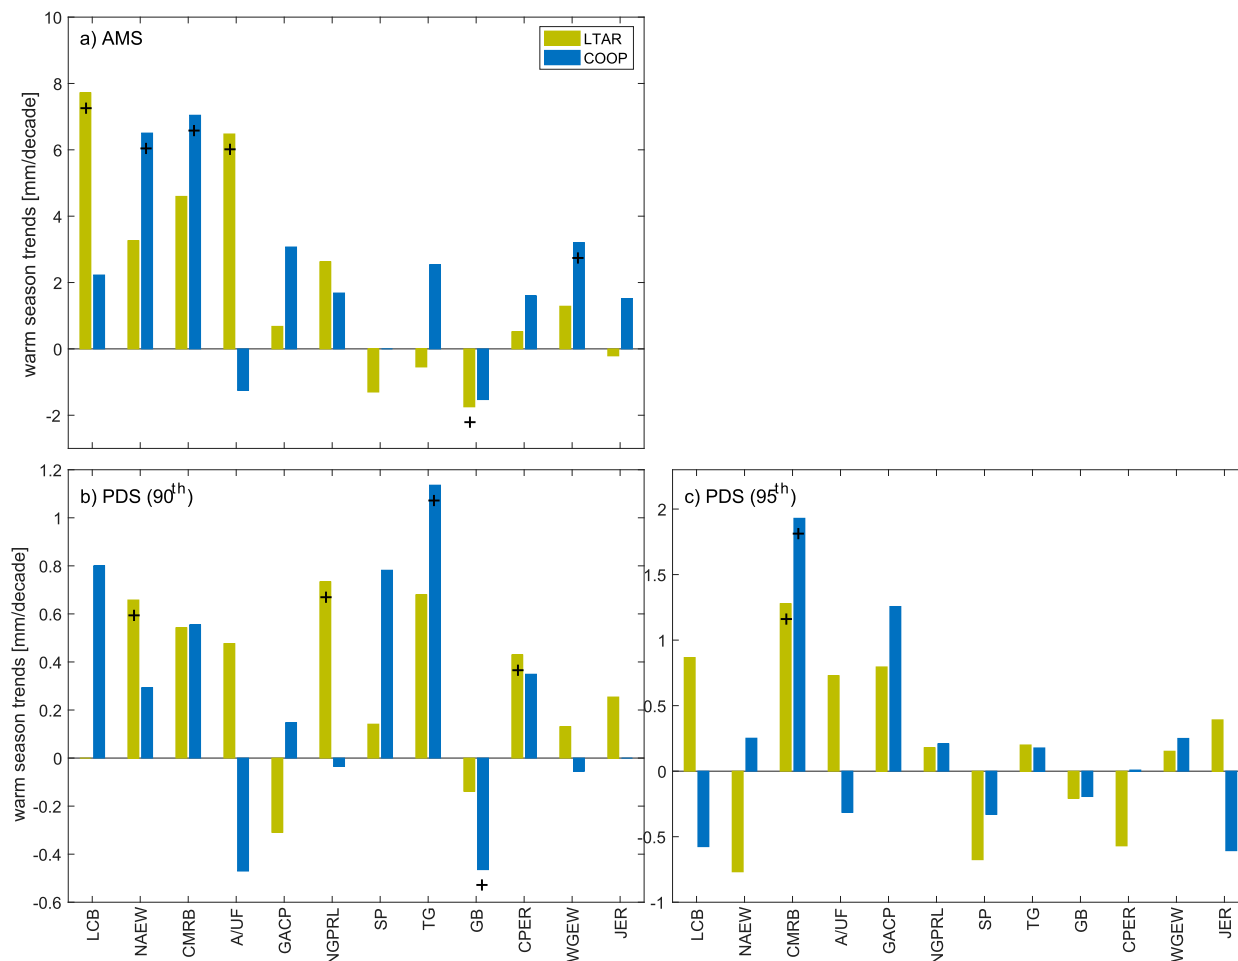 a) AMS
LTAR
COOP
10
8
6
4
2
0
-2
warm season trends [mm/decade]
b) PDS (90th)
1.2
1
0.8
0.6
0.4
0.2
0
-0.2
-0.4
-0.6
warm season trends [mm/decade]
LCB
NAEW
CMRB
A/UF
GACP
NGPRL
SP
TG
GB
CPER
WGEW
JER
c) PDS (95th)
2
1.5
1
0.5
0
-0.5
-1
LCB
NAEW
CMRB
A/UF
GACP
NGPRL
SP
TG
GB
CPER
WGEW
JER